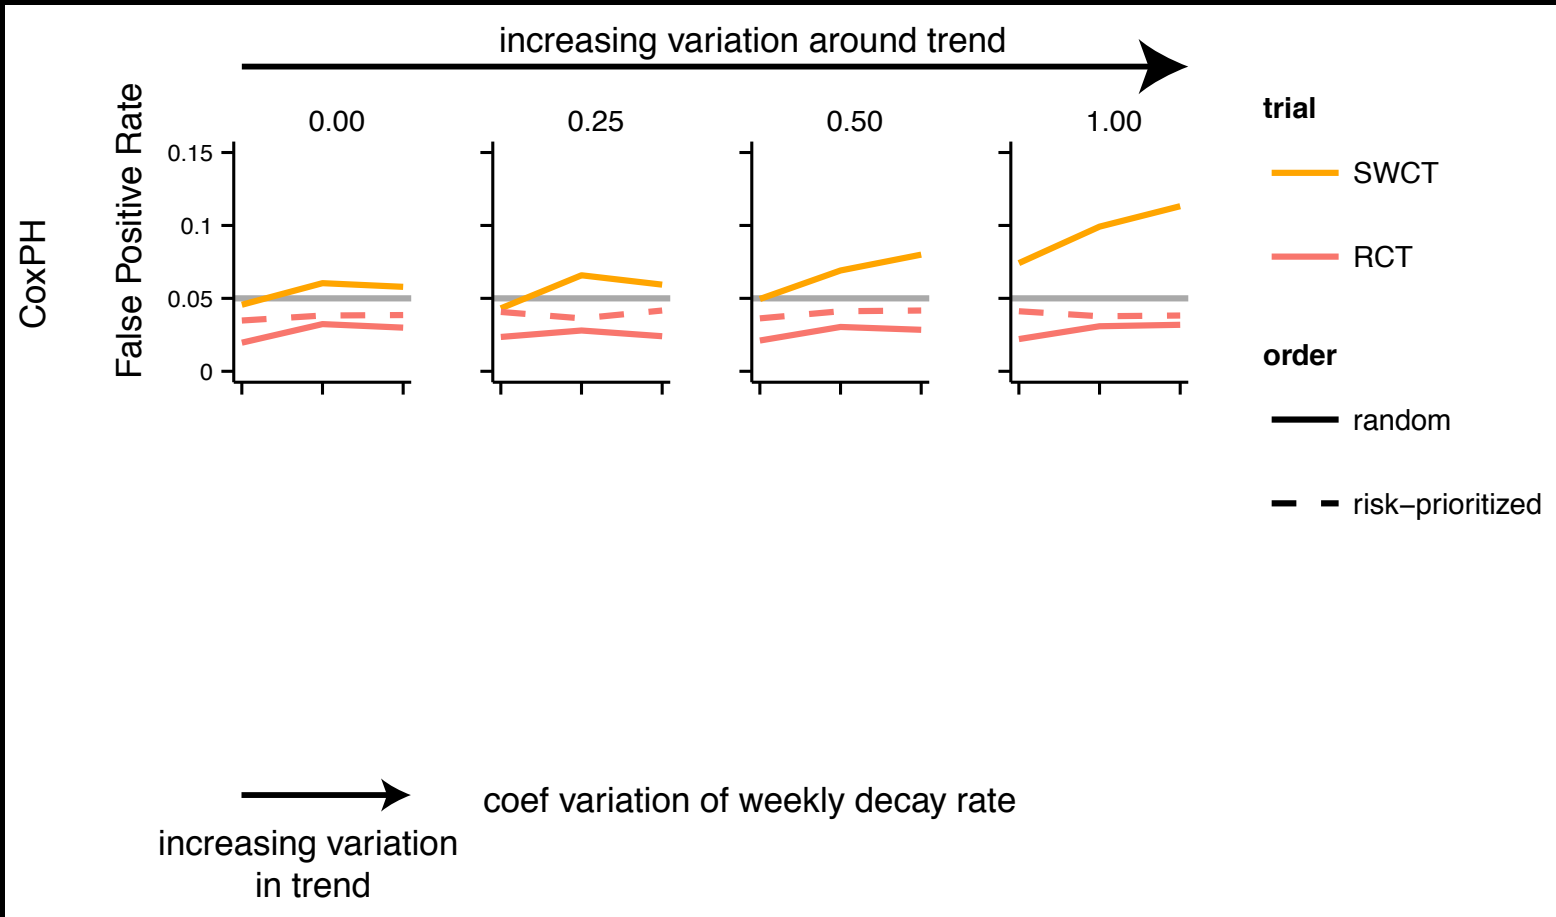 increasing variation around trend
0.00
0.25
0.50
1.00
CoxPH
False Positive Rate
0.15
0.1
0.05
0
trial
SWCT
RCT
order
random
risk−prioritized
coef variation of weekly decay rate
increasing variation
in trend